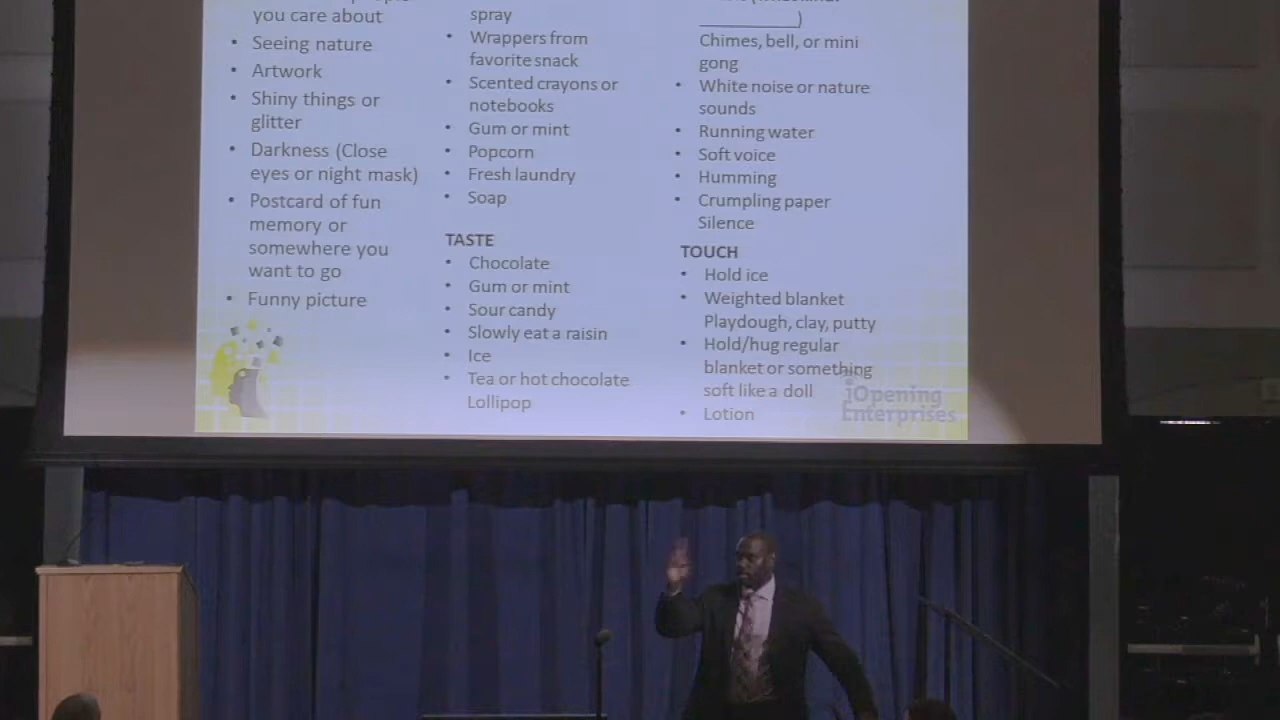 you care about
• Seeing nature
• Artwork
• Shiny things or
glitter
• Darkness (Close
eyes or night mask)
• Postcard of fun
memory or
somewhere you
want to go
• Funny picture
spray
• Wrappers from
favorite snack
• Scented crayons or
notebooks
• Gum or mint
• Popcorn
• Fresh laundry
• Soap
TASTE
• Chocolate
• Gum or mint
• Sour candy
• Slowly eat a raisin
• Ice
• Tea or hot chocolate
Lollipop
___________)
Chimes, bell, or mini
gong
• White noise or nature
sounds
• Running water
• Soft voice
• Humming
• Crumpling paper
Silence
TOUCH
• Hold ice
• Weighted blanket
Playdough, clay, putty
• Hold/hug regular
blanket or something
soft like a doll
• Lotion
iOpening
Enterprises